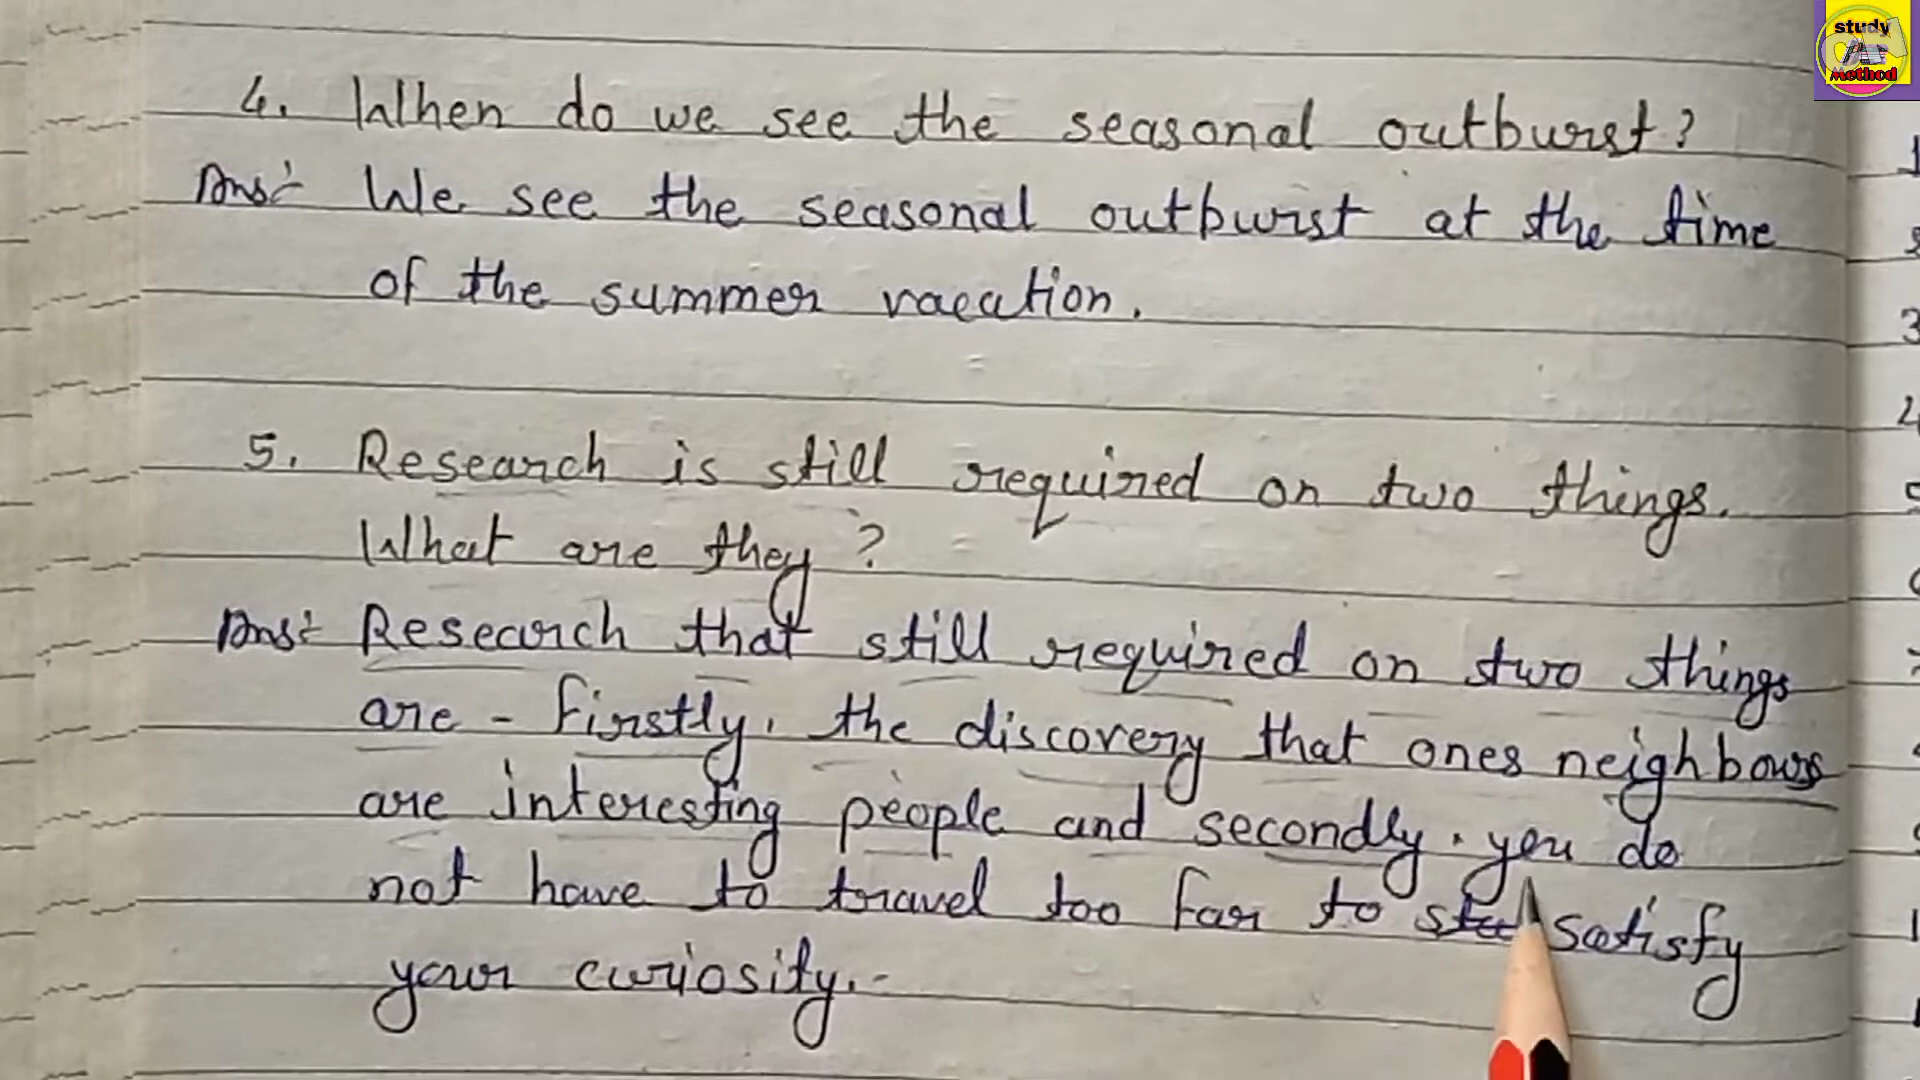 study
Method
4. When do we see the seasonal outburst?
Ans:- We see the seasonal outburst at the time
of the summer vacation.
5. Research is still required on two things.
What are they?
Ans:- Research that still required on two things
are - Firstly, the discovery that ones neighbours
are interesting people and secondly, you do
not have to travel too far to satisfy
your curiosity.-